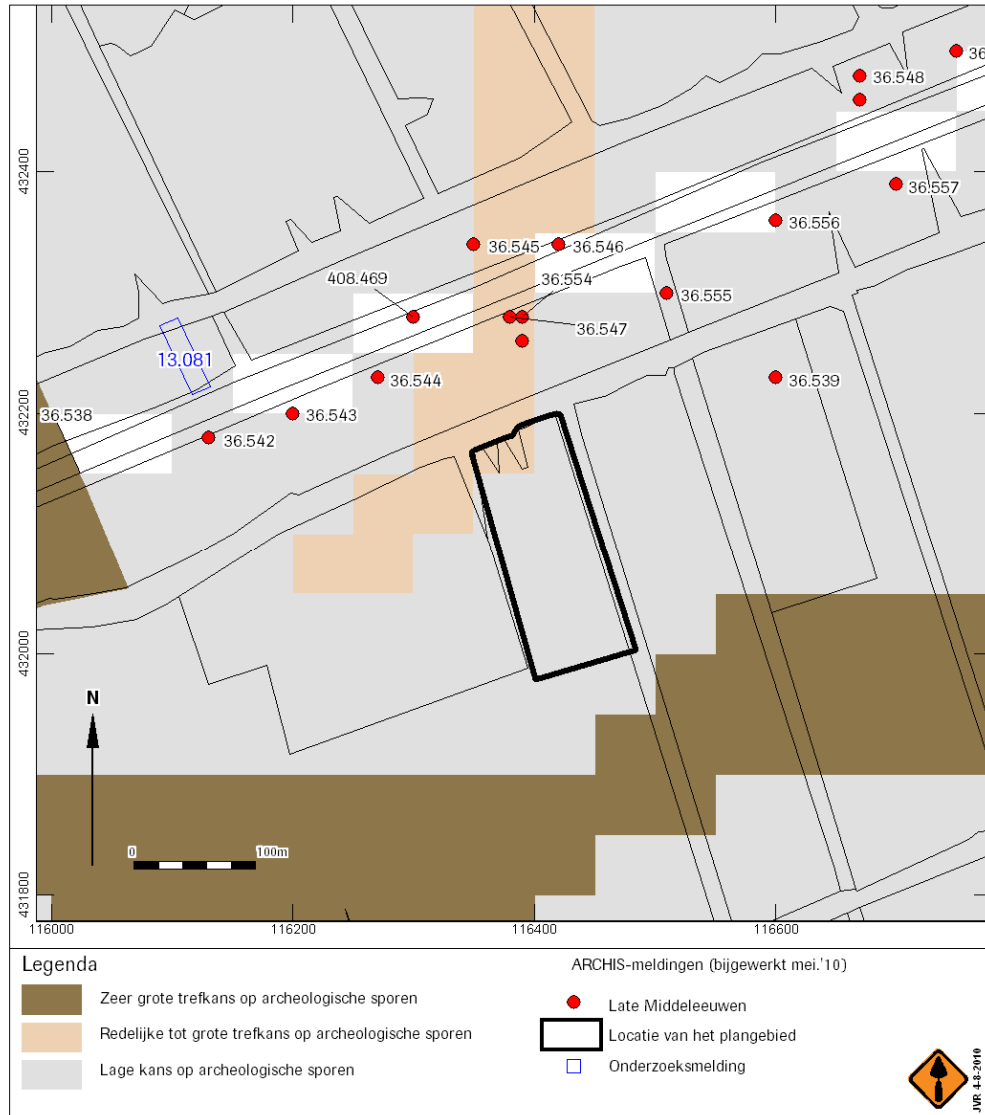 36.548
36
36.557
36.556
36.545
36.546
408.469
36.554
36.555
36.547
13.081
36.544
36.539
36.538
36.543
36.542
432400
432200
432000
431800
N
0
100m
116000
116200
116400
116600
Legenda
Zeer grote trefkans op archeologische sporen
Redelijke tot grote trefkans op archeologische sporen
Lage kans op archeologische sporen
ARCHIS-meldingen (bijgewerkt mei.'10)
Late Middeleeuwen
Locatie van het plangebied
Onderzoeksmelding
JVR 4-8-2010